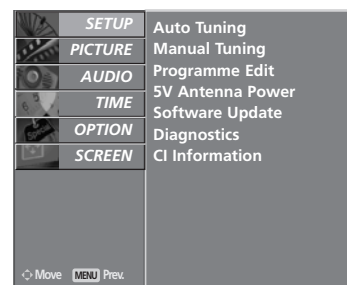 SETUP
PICTURE
AUDIO
TIME
OPTION
SCREEN
Auto Tuning
Manual Tuning
Programme Edit
5V Antenna Power
Software Update
Diagnostics
CI Information
Move MENU Prev.